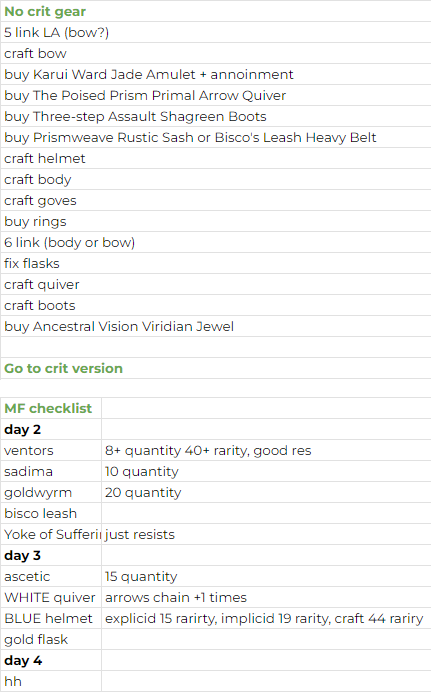 No crit gear
5 link LA (bow?)
craft bow
buy Karui Ward Jade Amulet + annoinment
buy The Poised Prism Primal Arrow Quiver
buy Three-step Assault Shagreen Boots
buy Prismweave Rustic Sash or Bisco's Leash Heavy Belt
craft helmet
craft body
craft goves
buy rings
6 link (body or bow)
fix flasks
craft quiver
craft boots
buy Ancestral Vision Viridian Jewel
Go to crit version
MF checklist
day 2
ventors 8+ quantity 40+ rarity, good res
sadima 10 quantity
goldwyrm 20 quantity
bisco leash
Yoke of Sufferi just resists
day 3
ascetic 15 quantity
WHITE quiver arrows chain +1 times
BLUE helmet explicid 15 rarirty, implicid 19 rarity, craft 44 rariry
gold flask
day 4
hh